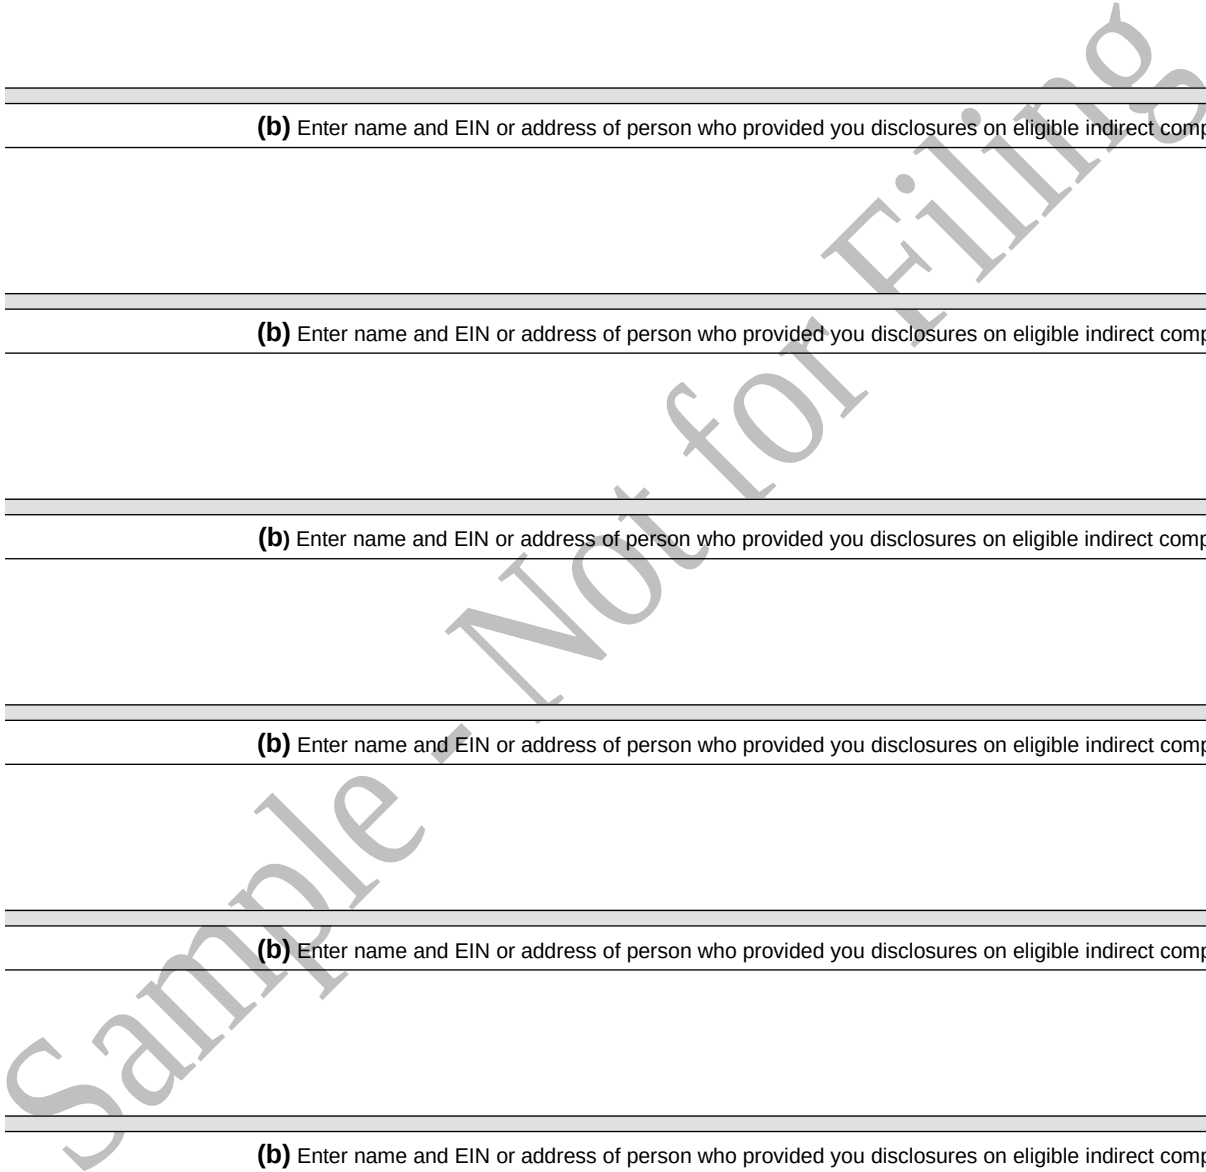 (b) Enter name and EIN or address of person who provided you disclosures on eligible indirect comp
(b) Enter name and EIN or address of person who provided you disclosures on eligible indirect comp
(b) Enter name and EIN or address of person who provided you disclosures on eligible indirect comp
(b) Enter name and EIN or address of person who provided you disclosures on eligible indirect comp
(b) Enter name and EIN or address of person who provided you disclosures on eligible indirect comp
(b) Enter name and EIN or address of person who provided you disclosures on eligible indirect comp
Sample - Not for Filing